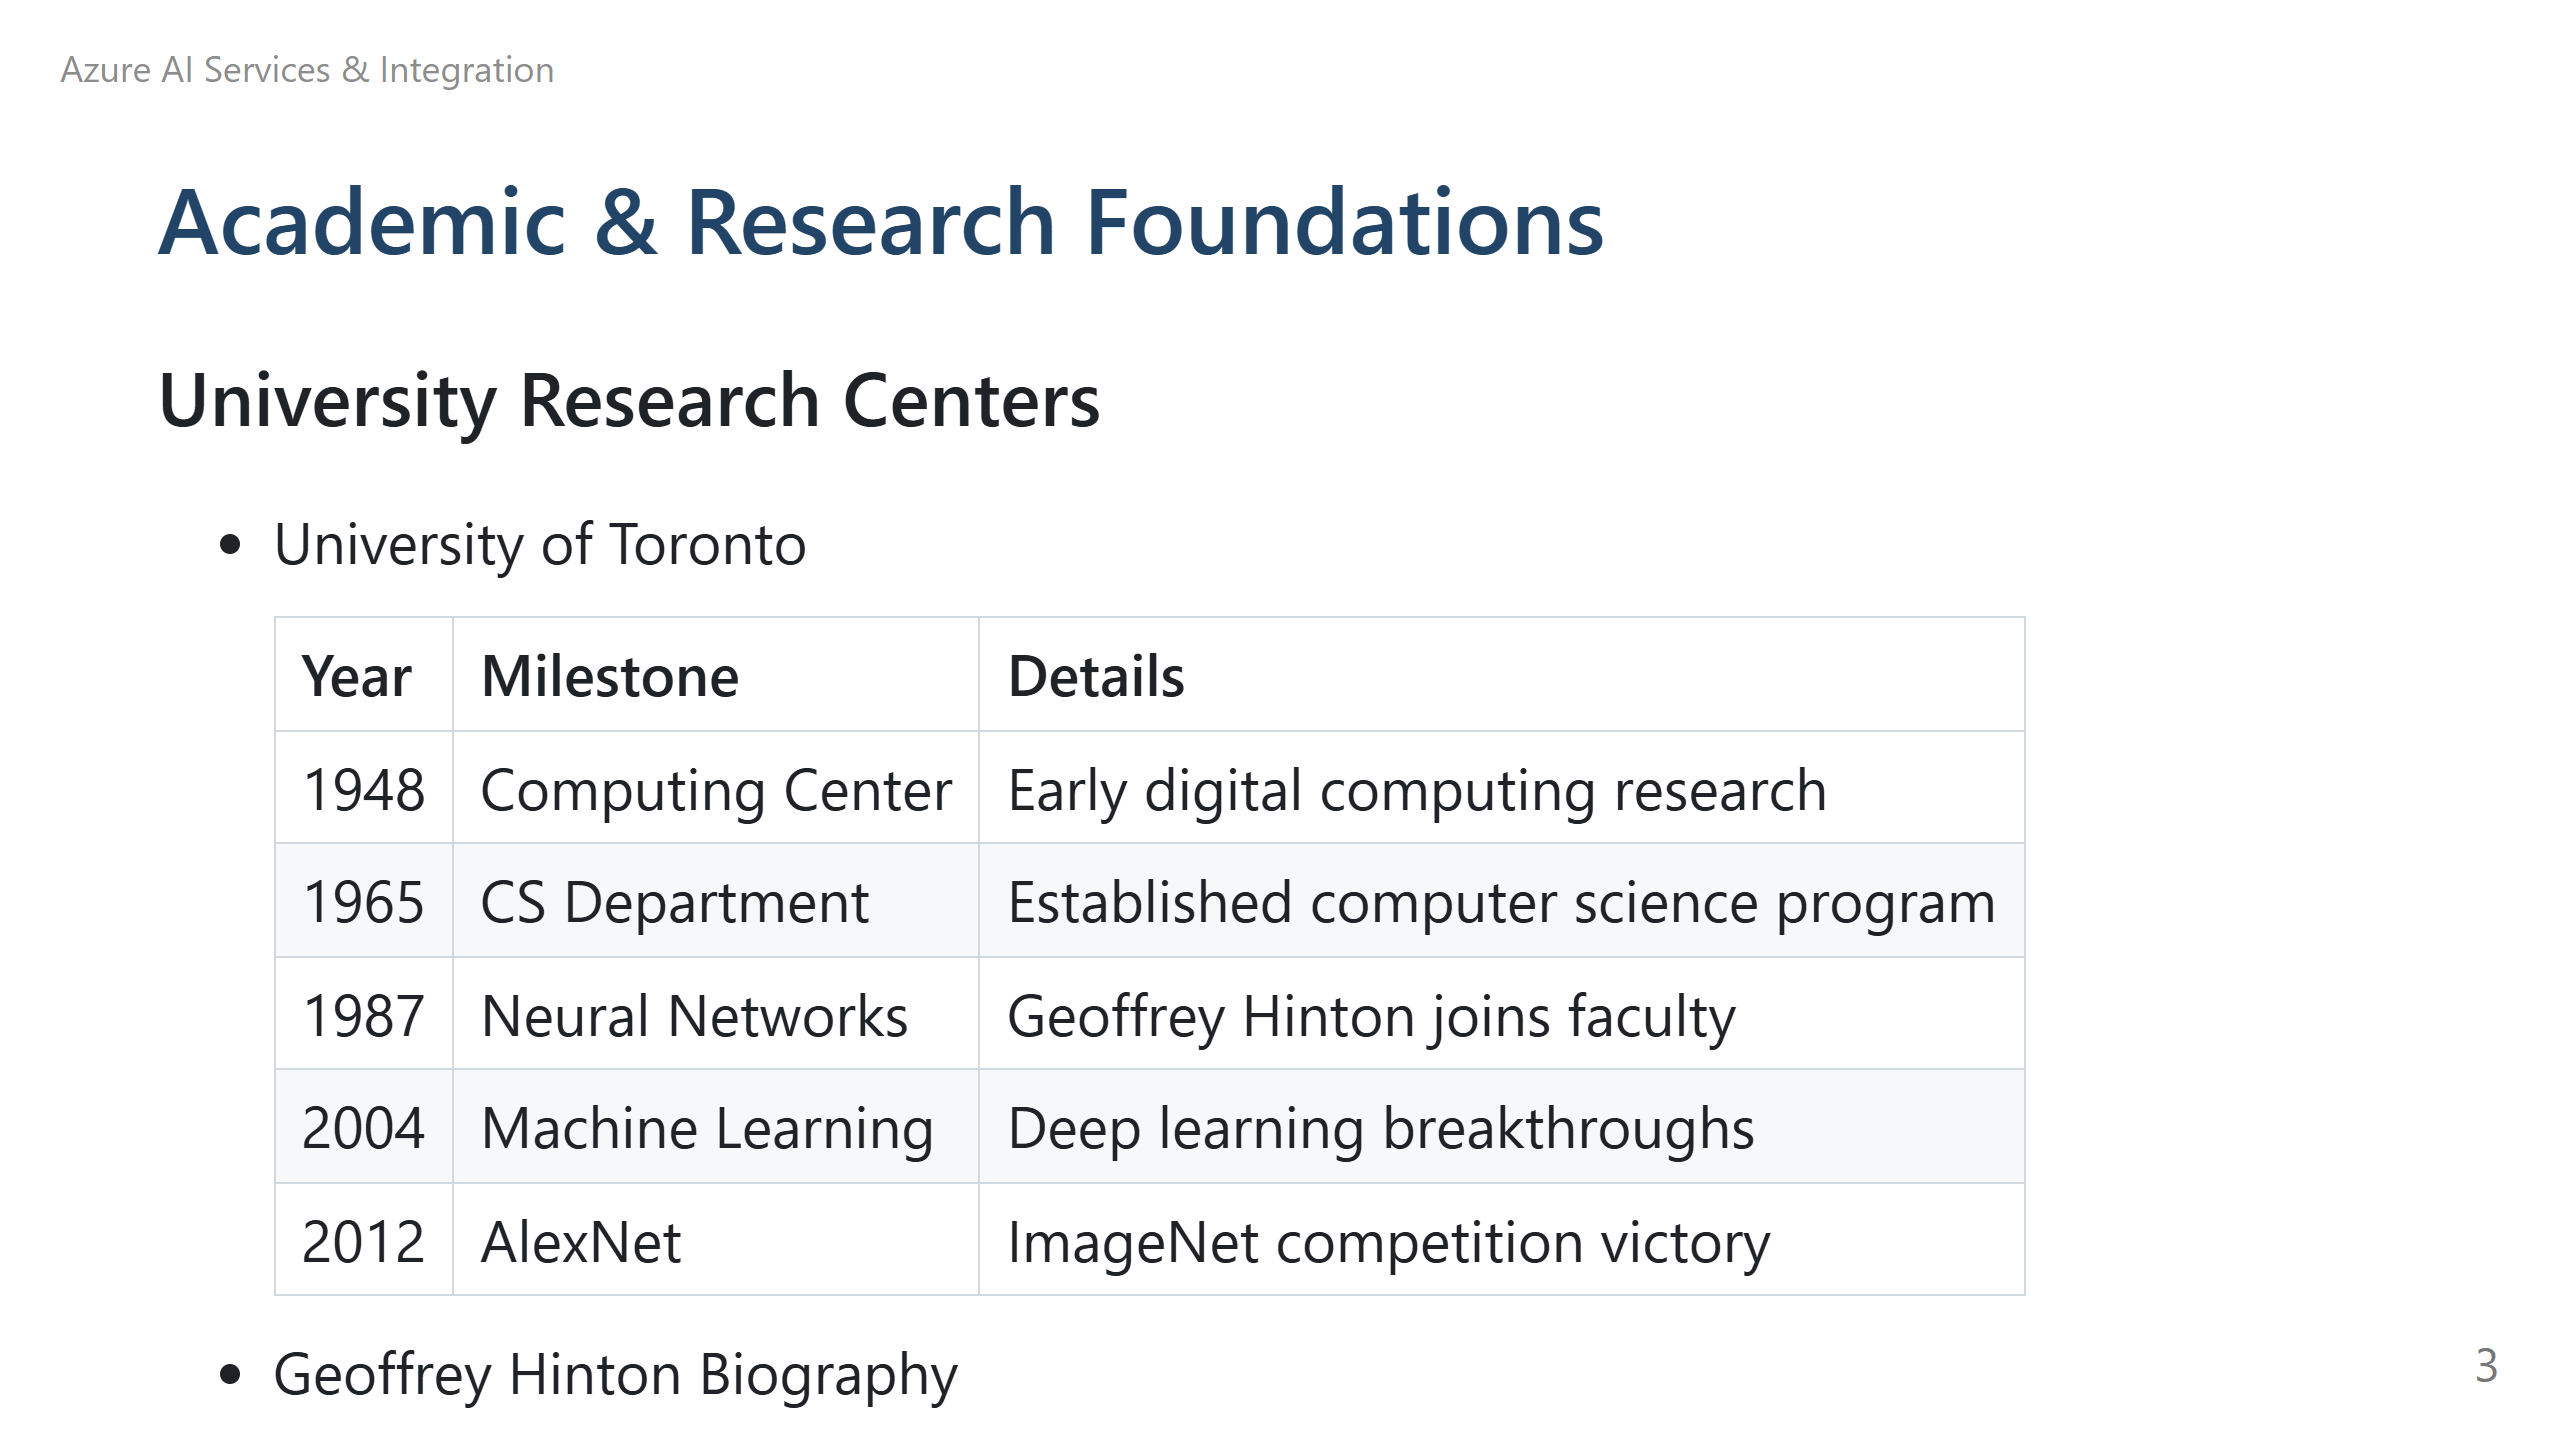 Azure AI Services & Integration
Academic & Research Foundations
University Research Centers
• University of Toronto
Year Milestone Details
1948 Computing Center Early digital computing research
1965 CS Department Established computer science program
1987 Neural Networks Geoffrey Hinton joins faculty
2004 Machine Learning Deep learning breakthroughs
2012 AlexNet ImageNet competition victory
• Geoffrey Hinton Biography
3